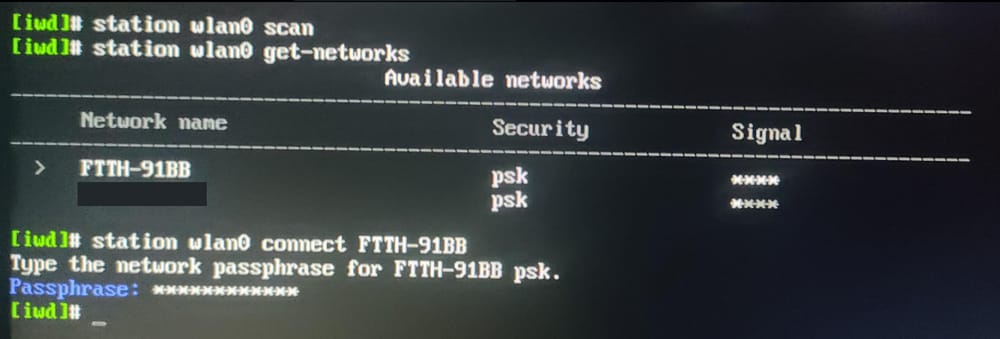 [iwd]# station wlan0 scan
[iwd]# station wlan0 get-networks
Available networks
--------------------------------------------------------------------------------
Network name Security Signal
--------------------------------------------------------------------------------
> FTTH-91BB psk ****
psk ****
[iwd]# station wlan0 connect FTTH-91BB
Type the network passphrase for FTTH-91BB psk.
Passphrase: ************
[iwd]# _